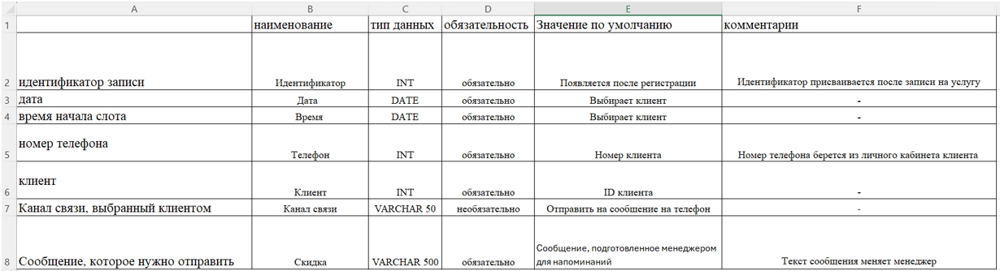 A B C D E F
1 наименование тип данных обязательность Значение по умолчанию комментарии
2 идентификатор записи Идентификатор INT обязательно Появляется после регистрации Идентификатор присваивается после записи на услугу
3 дата Дата DATE обязательно Выбирает клиент -
4 время начала слота Время DATE обязательно Выбирает клиент -
5 номер телефона Телефон INT обязательно Номер клиента Номер телефона берется из личного кабинета клиента
6 клиент Клиент INT обязательно ID клиента -
7 Канал связи, выбранный клиентом Канал связи VARCHAR 50 необязательно Отправить на сообщение на телефон -
8 Сообщение, которое нужно отправить Скидка VARCHAR 500 обязательно Сообщение, подготовленное менеджером
для напоминаний Текст сообщения меняет менеджер